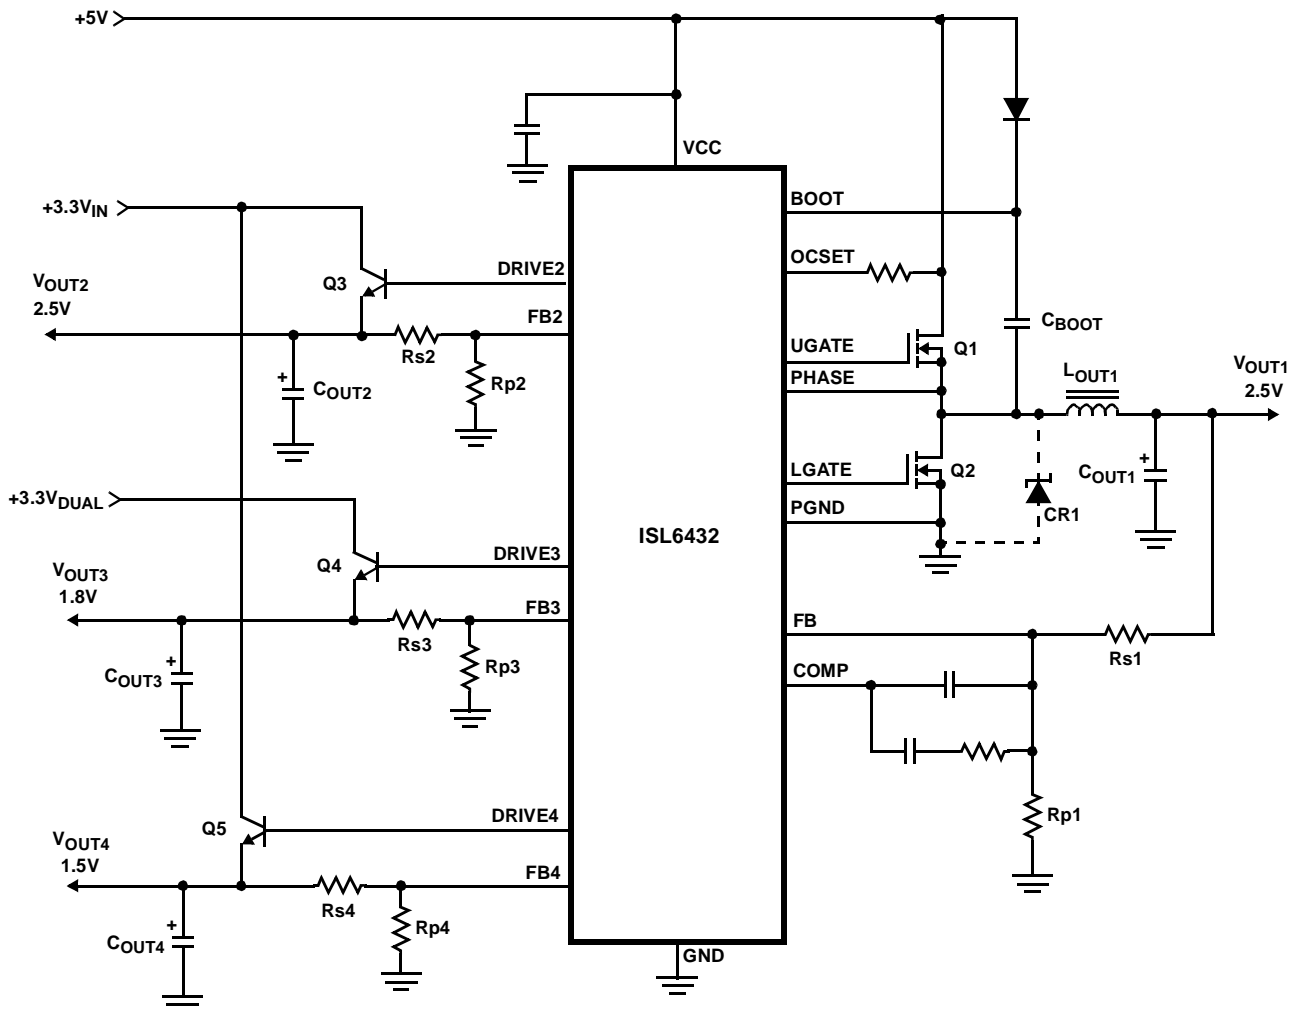 +5V
VCC
+3.3VIN
BOOT
OCSET
DRIVE2
Q3
VOUT2
2.5V
FB2
Rs2
Rp2
+
COUT2
CBOOT
UGATE
Q1
PHASE
LOUT1
VOUT1
2.5V
LGATE
Q2
+
COUT1
PGND
CR1
+3.3VDUAL
ISL6432
DRIVE3
Q4
VOUT3
1.8V
FB3
Rs3
Rp3
+
COUT3
FB
Rs1
COMP
Rp1
DRIVE4
Q5
VOUT4
1.5V
FB4
Rs4
Rp4
+
COUT4
GND